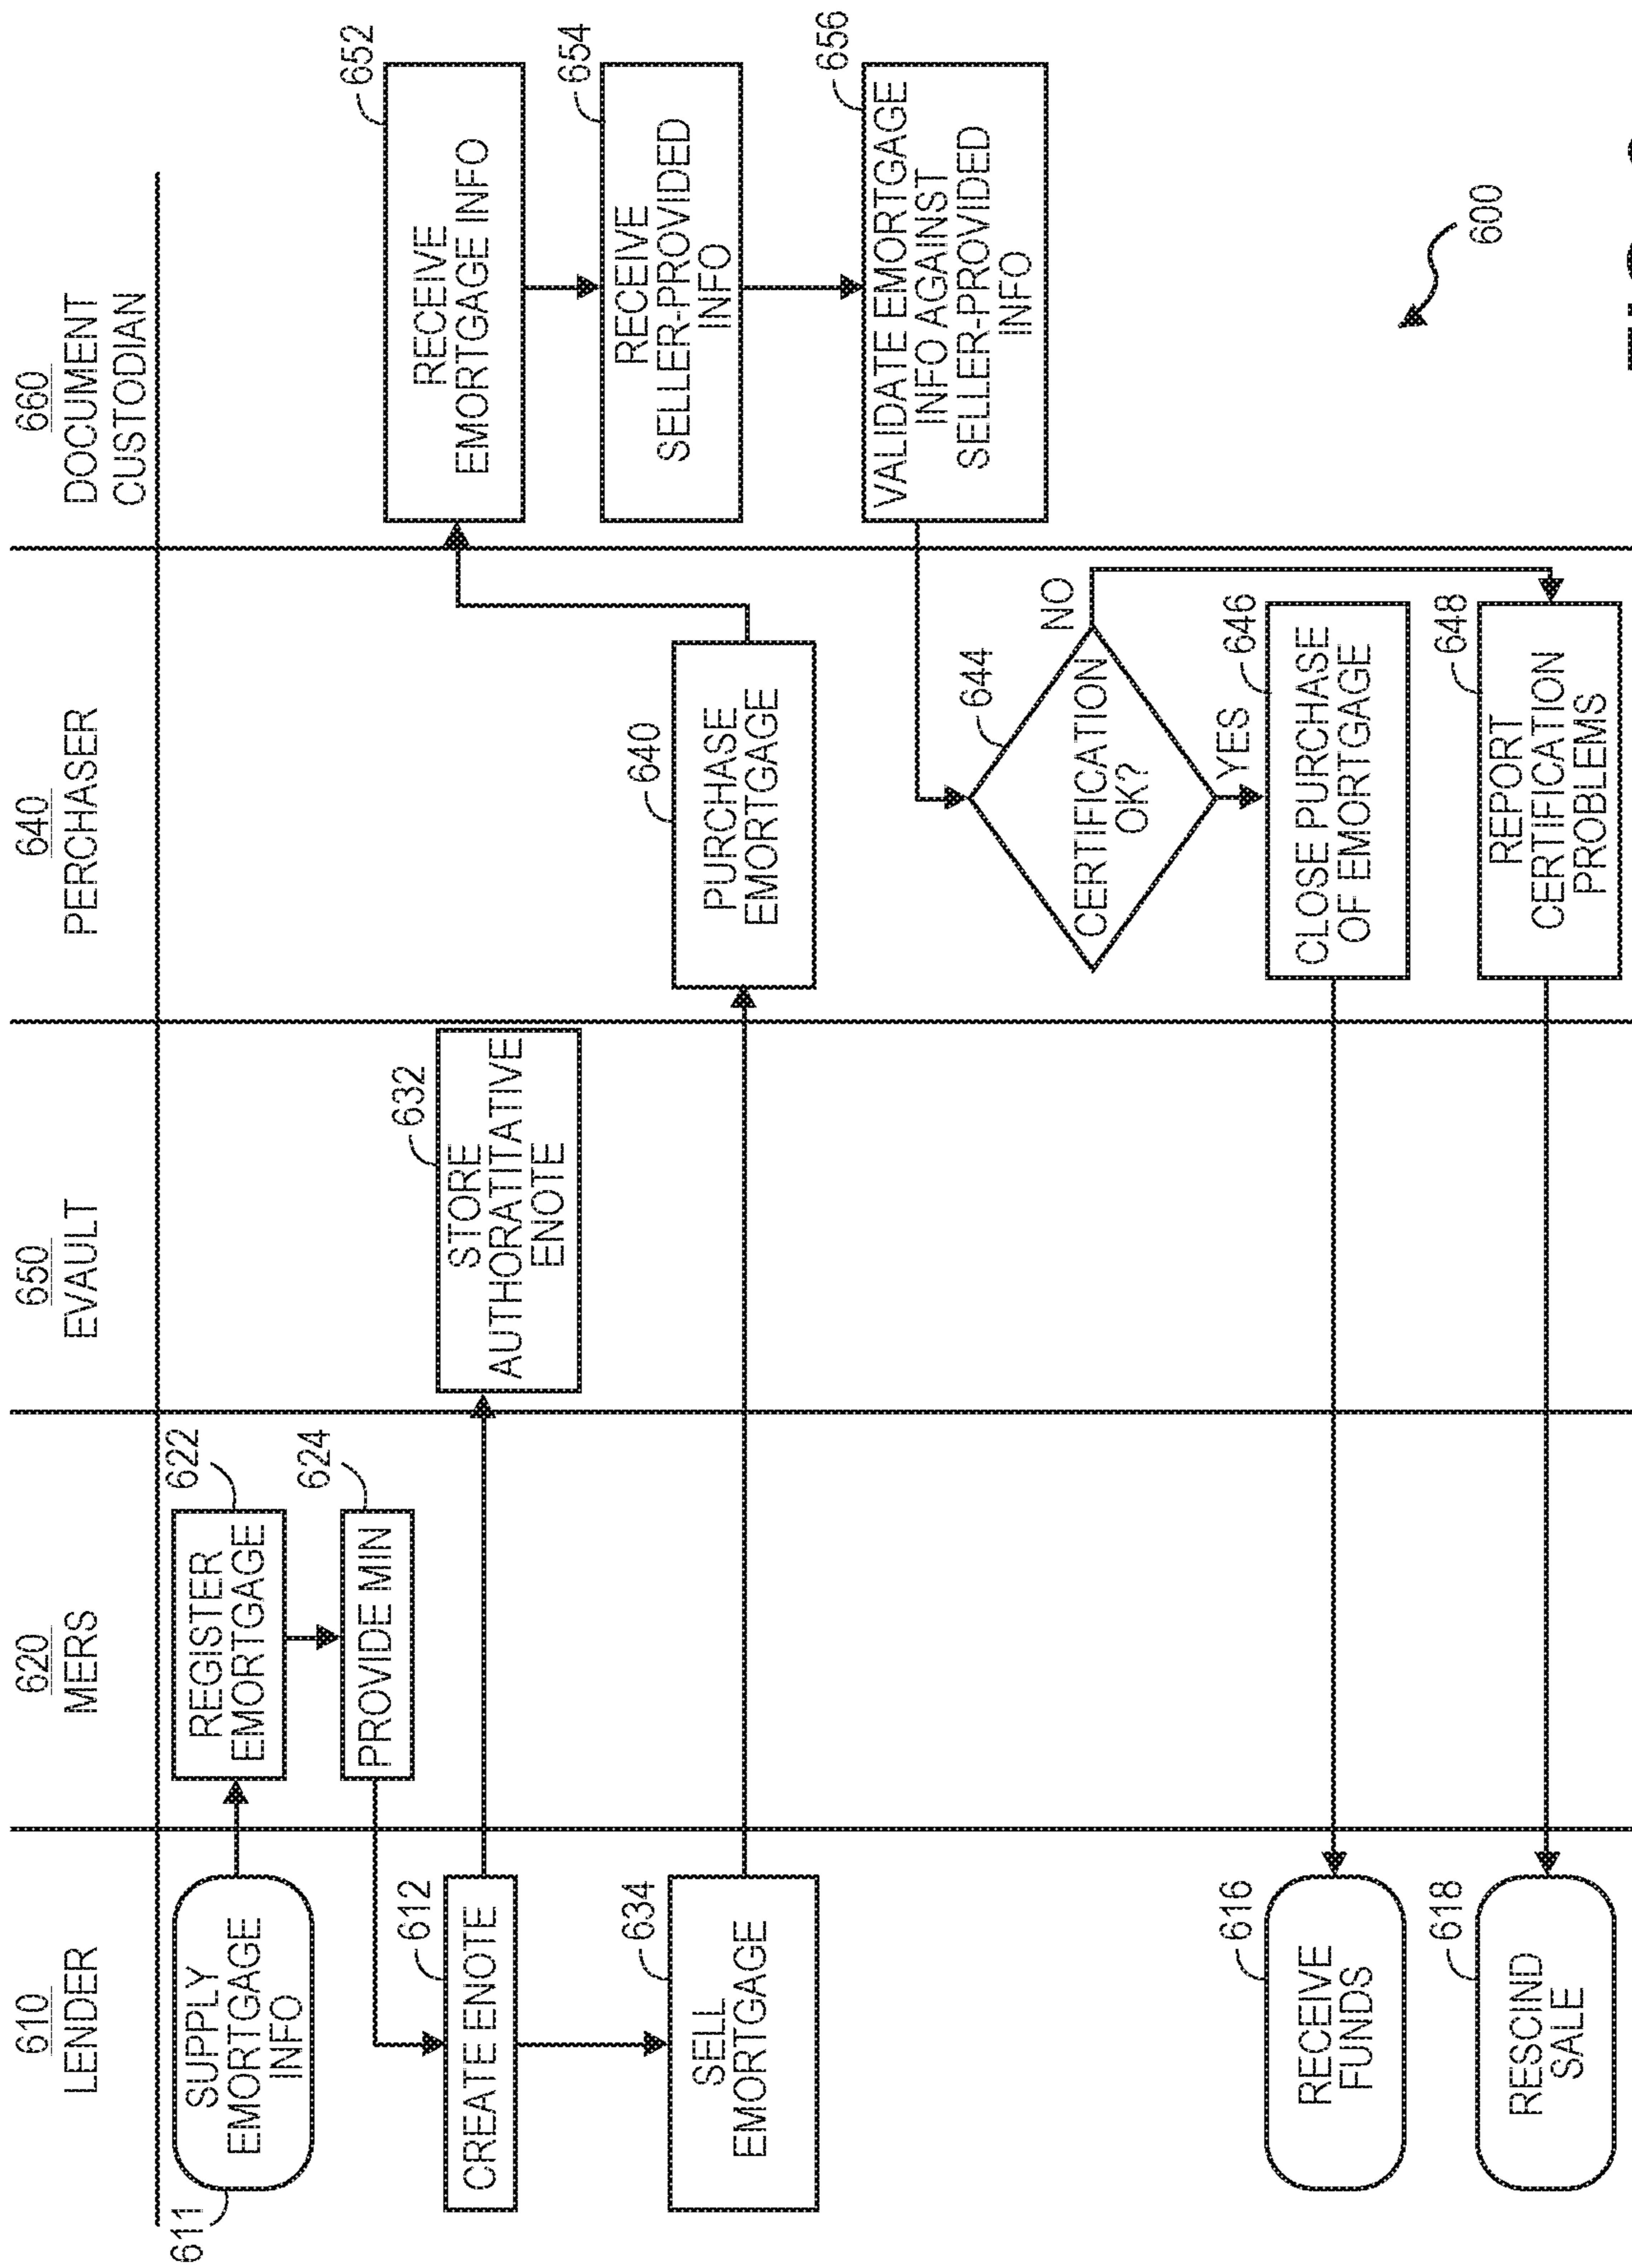 610
LENDER
620
MERS
650
EVAULT
640
PERCHASER
660
DOCUMENT
CUSTODIAN
611
SUPPLY
EMORTGAGE
INFO
622
REGISTER
EMORTGAGE
624
PROVIDE MIN
612
CREATE ENOTE
632
STORE
AUTHORATITATIVE
ENOTE
634
SELL
EMORTGAGE
640
PURCHASE
EMORTGAGE
652
RECEIVE
EMORTGAGE INFO
654
RECEIVE
SELLER-PROVIDED
INFO
656
VALIDATE EMORTGAGE
INFO AGAINST
SELLER-PROVIDED
INFO
644
CERTIFICATION
OK?
NO
YES
646
CLOSE PURCHASE
OF EMORTGAGE
648
REPORT
CERTIFICATION
PROBLEMS
616
RECEIVE
FUNDS
618
RESCIND
SALE
600